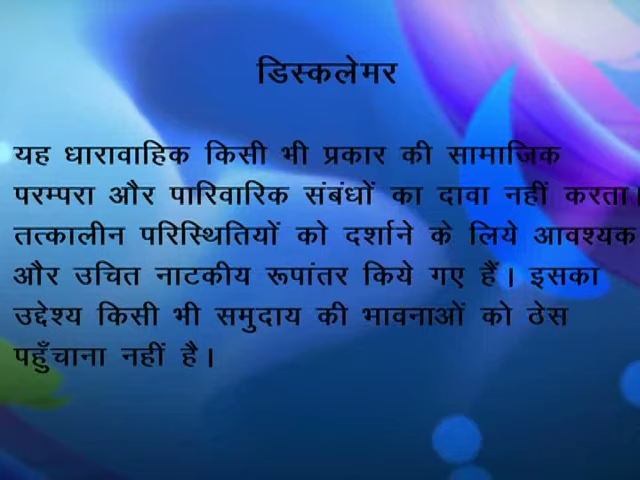 डिस्कलेमर
यह धारावाहिक किसी भी प्रकार की सामाजिक
परम्परा और पारिवारिक संबंधों का दावा नहीं करता।
तत्कालीन परिस्थितियों को दर्शाने के लिये आवश्यक
और उचित नाटकीय रूपांतर किये गए हैं। इसका
उद्देश्य किसी भी समुदाय की भावनाओं को ठेस
पहुँचाना नहीं है।